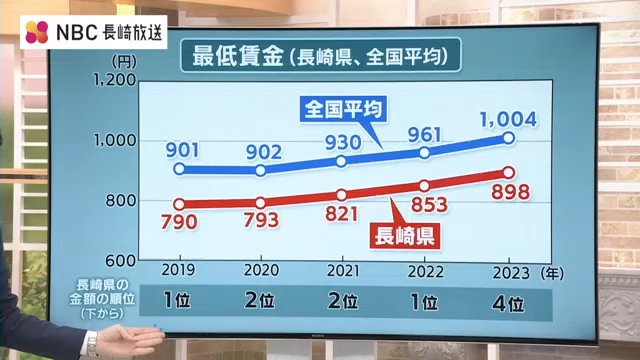 NBC 長崎放送
最低賃金(長崎県、全国平均)
(円)
1,200
1,000
800
600
全国平均
901
902
930
961
1,004
790
793
821
853
898
長崎県
2019
2020
2021
2022
2023 (年)
長崎県の
金額の順位
(下から)
1位
2位
2位
1位
4位
SONY